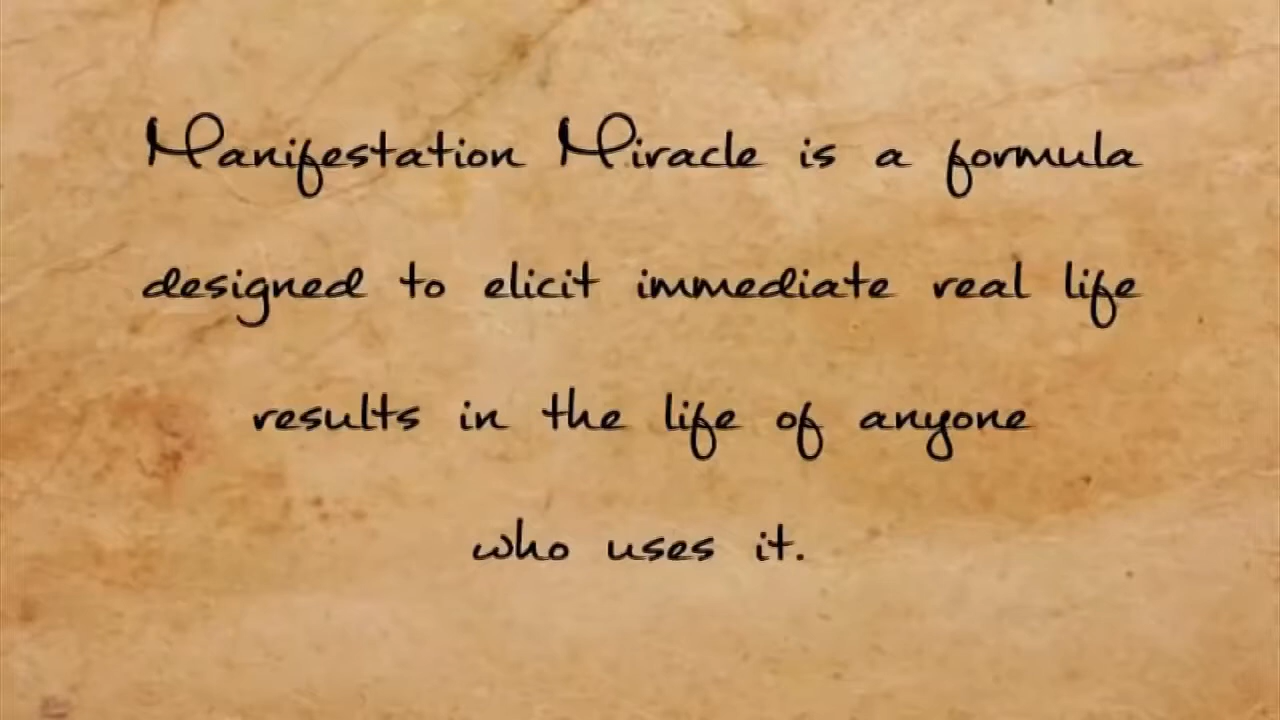 Manifestation Miracle is a formula
designed to elicit immediate real life
results in the life of anyone
who uses it.